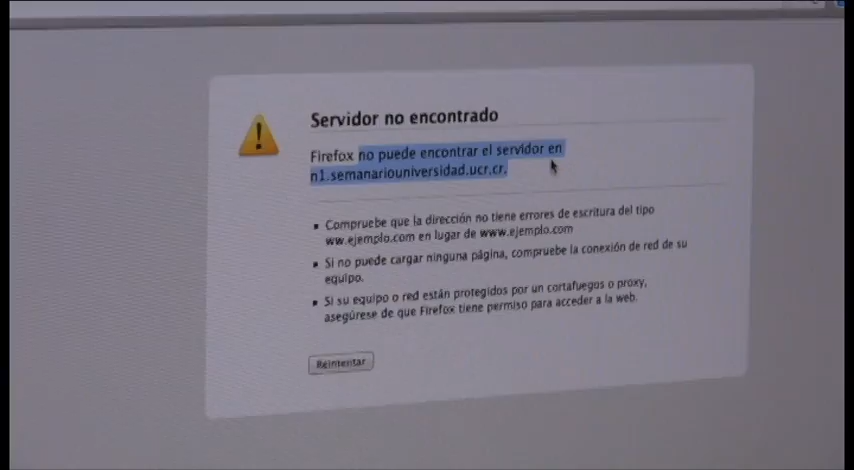 Servidor no encontrado
Firefox no puede encontrar el servidor en
n1.semanariouniversidad.ucr.cr.
Compruebe que la dirección no tiene errores de escritura del tipo
ww.ejemplo.com en lugar de www.ejemplo.com
Si no puede cargar ninguna página, compruebe la conexión de red de su
equipo.
Si su equipo o red están protegidos por un cortafuegos o proxy,
asegúrese de que Firefox tiene permiso para acceder a la web.
Reintentar